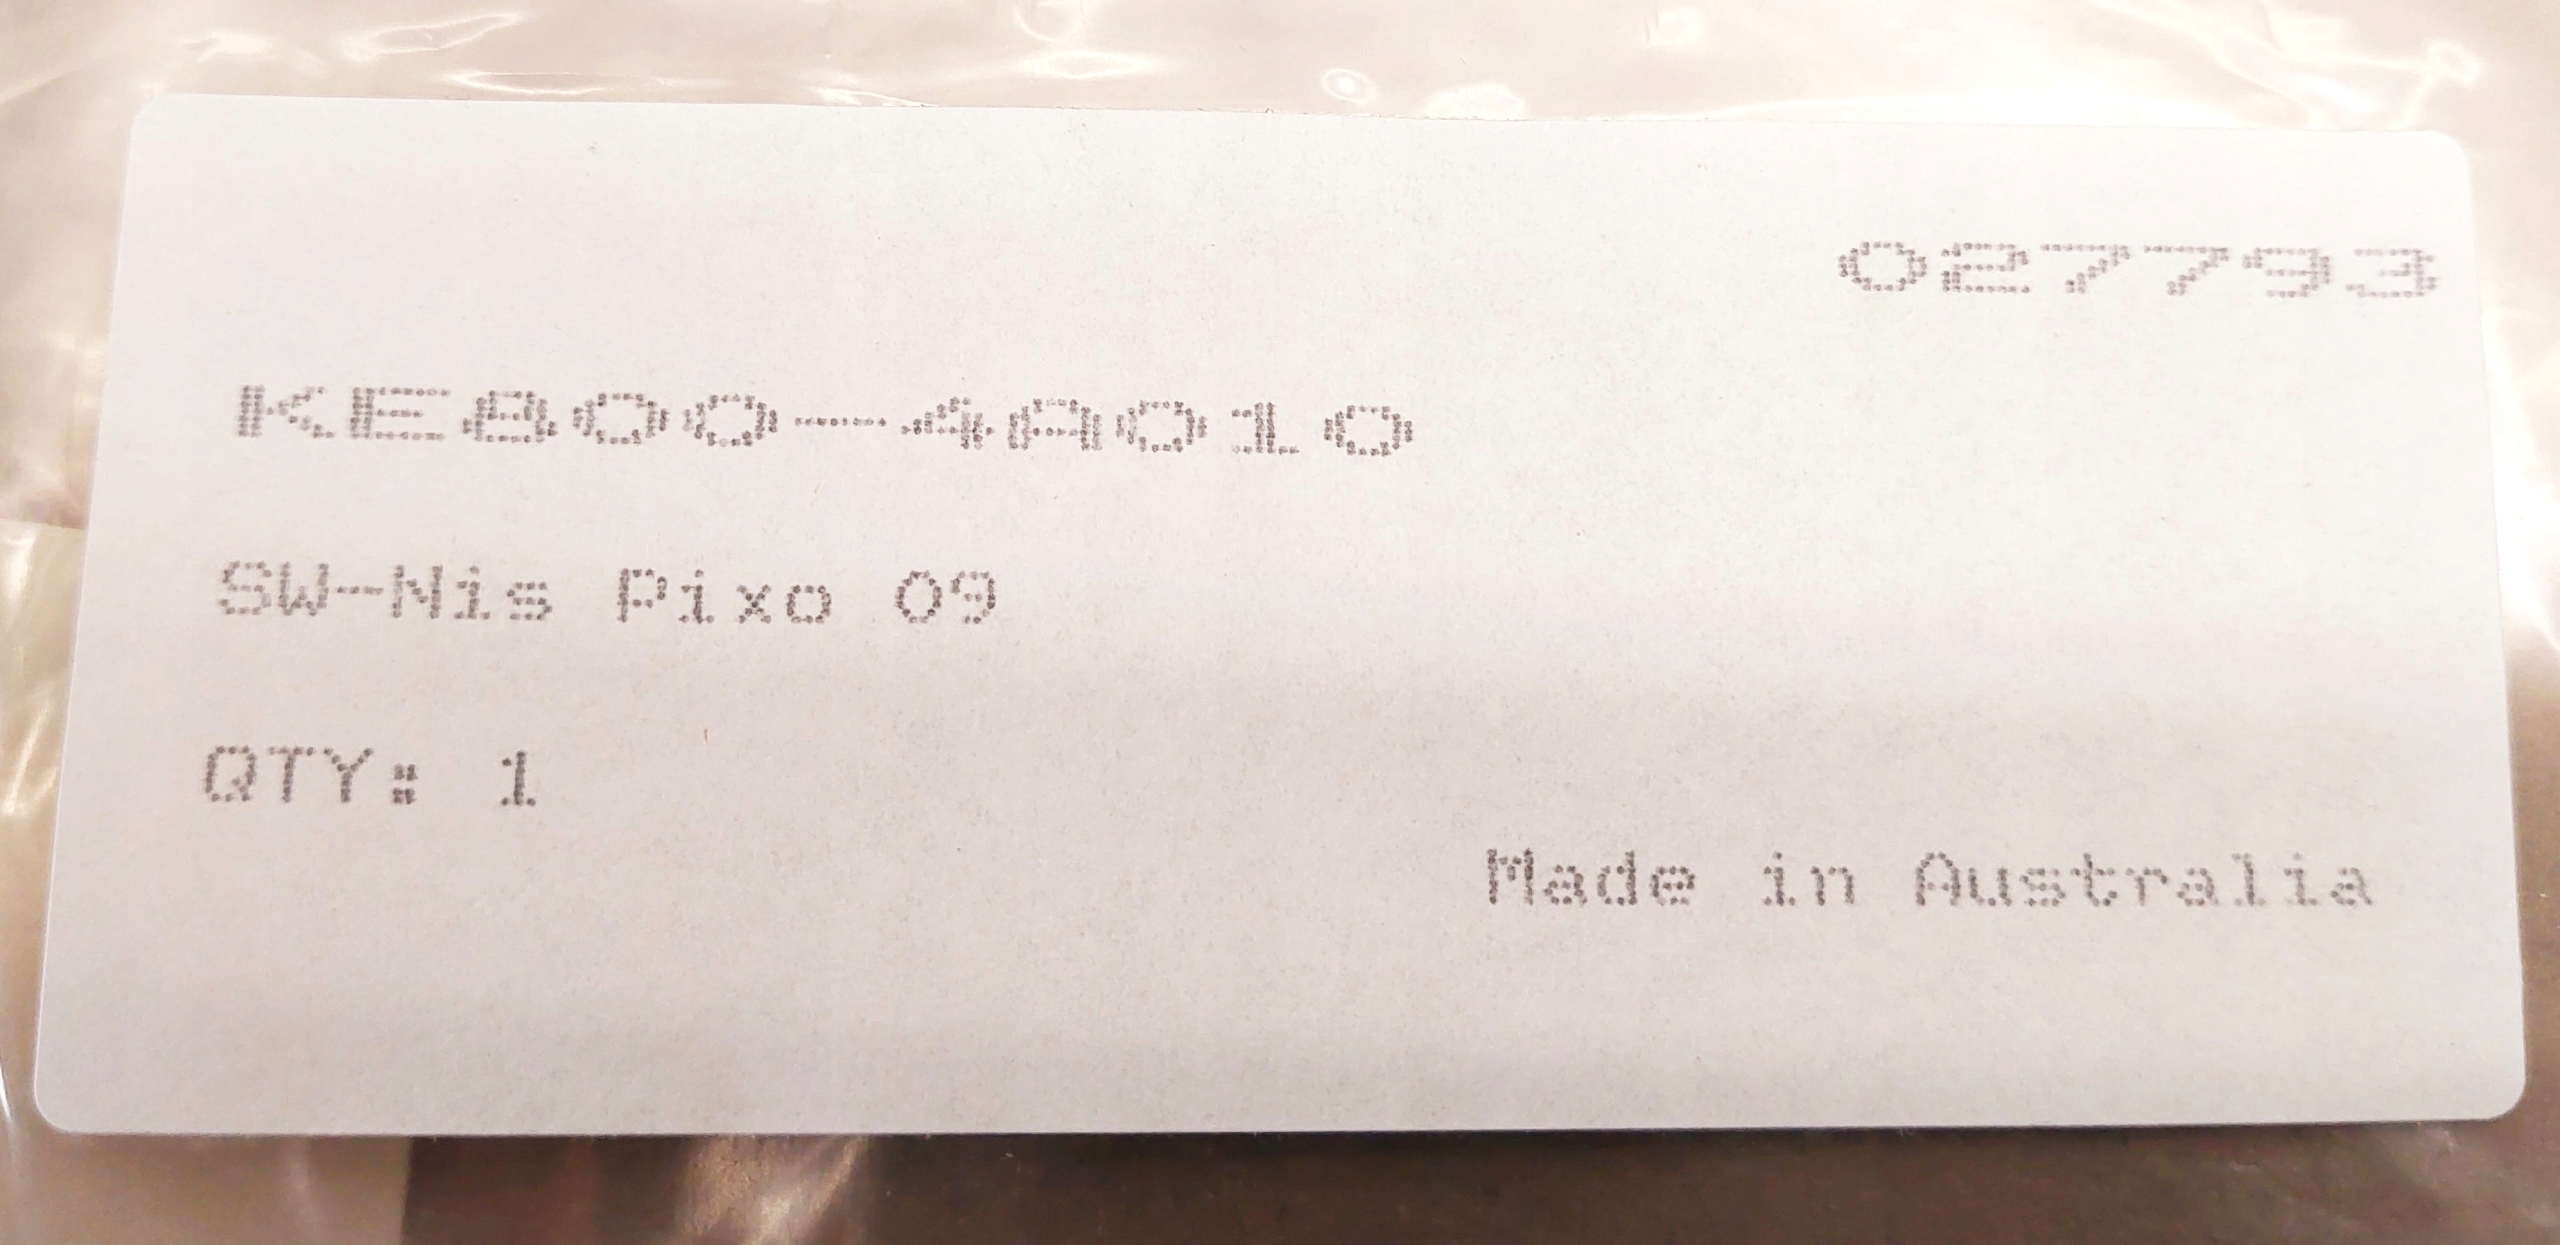 027793
KE800-4A010
SW-Nis Pixo 09
QTY: 1
Made in Australia